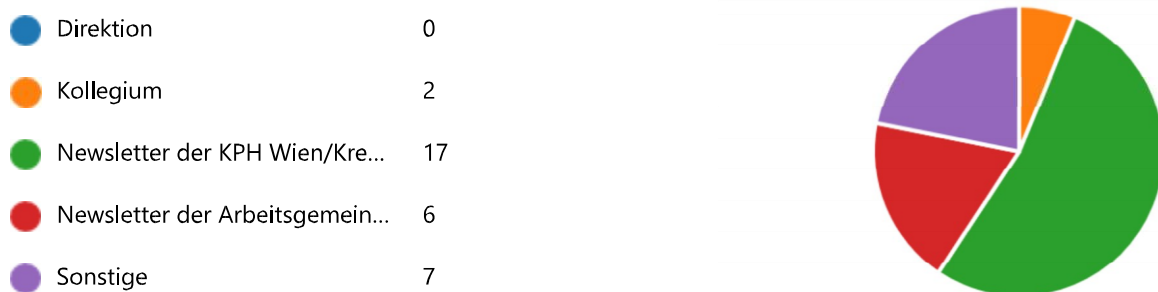 Direktion 0
Kollegium 2
Newsletter der KPH Wien/Kre... 17
Newsletter der Arbeitsgemein... 6
Sonstige 7